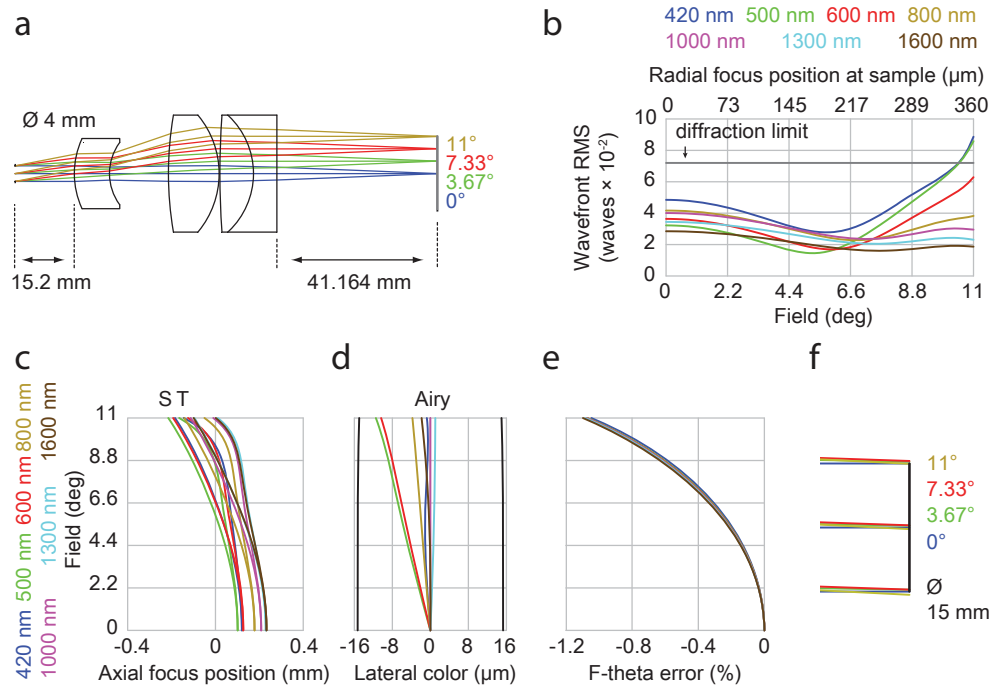 a
Ø 4 mm
11°
7.33°
3.67°
0°
15.2 mm
41.164 mm
b
420 nm 500 nm 600 nm 800 nm
1000 nm 1300 nm 1600 nm
Radial focus position at sample (µm)
0 73 145 217 289 360
diffraction limit
Wavefront RMS
(waves × 10⁻²)
10
8
6
4
2
0
0 2.2 4.4 6.6 8.8 11
Field (deg)
c
420 nm 500 nm 600 nm 800 nm
1000 nm 1300 nm 1600 nm
S T
Field (deg)
11
8.8
6.6
4.4
2.2
0
-0.4 0 0.4
Axial focus position (mm)
d
Airy
-16 -8 0 8 16
Lateral color (µm)
e
-1.2 -0.8 -0.4 0
F-theta error (%)
f
11°
7.33°
3.67°
0°
Ø
15 mm